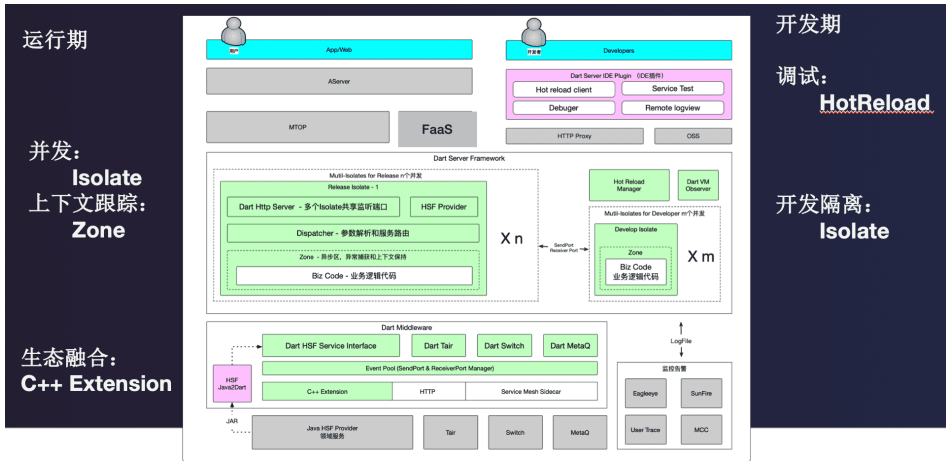 运行期
并发：
Isolate
上下文跟踪：
Zone
生态融合：
C++ Extension
用户
App/Web
AServer
MTOP
FaaS
开发者
Developers
Dart Server IDE Plugin （IDE插件）
Hot reload client
Service Test
Debuger
Remote logview
HTTP Proxy
OSS
Dart Server Framework
Mutil-Isolates for Release n个并发
Release Isolate - 1
Dart Http Server - 多个Isolate共享监听端口
HSF Provider
Dispatcher - 参数解析和服务路由
Zone - 异步区，异常捕获和上下文保持
Biz Code - 业务逻辑代码
X n
SendPort
Receiver Port
Hot Reload
Manager
Dart VM
Observer
Mutil-Isolates for Developer m个并发
Develop Isolate
Zone
Biz Code
业务逻辑代码
X m
Dart Middleware
Dart HSF Service Interface
Dart Tair
Dart Switch
Dart MetaQ
Event Pool (SendPort & ReceiverPort Manager)
C++ Extension
HTTP
Service Mesh Sidecar
HSF
Java2Dart
JAR
Java HSF Provider
领域服务
Tair
Switch
MetaQ
LogFile
监控告警
Eagleeye
SunFire
User Trace
MCC
开发期
调试：
HotReload
开发隔离：
Isolate